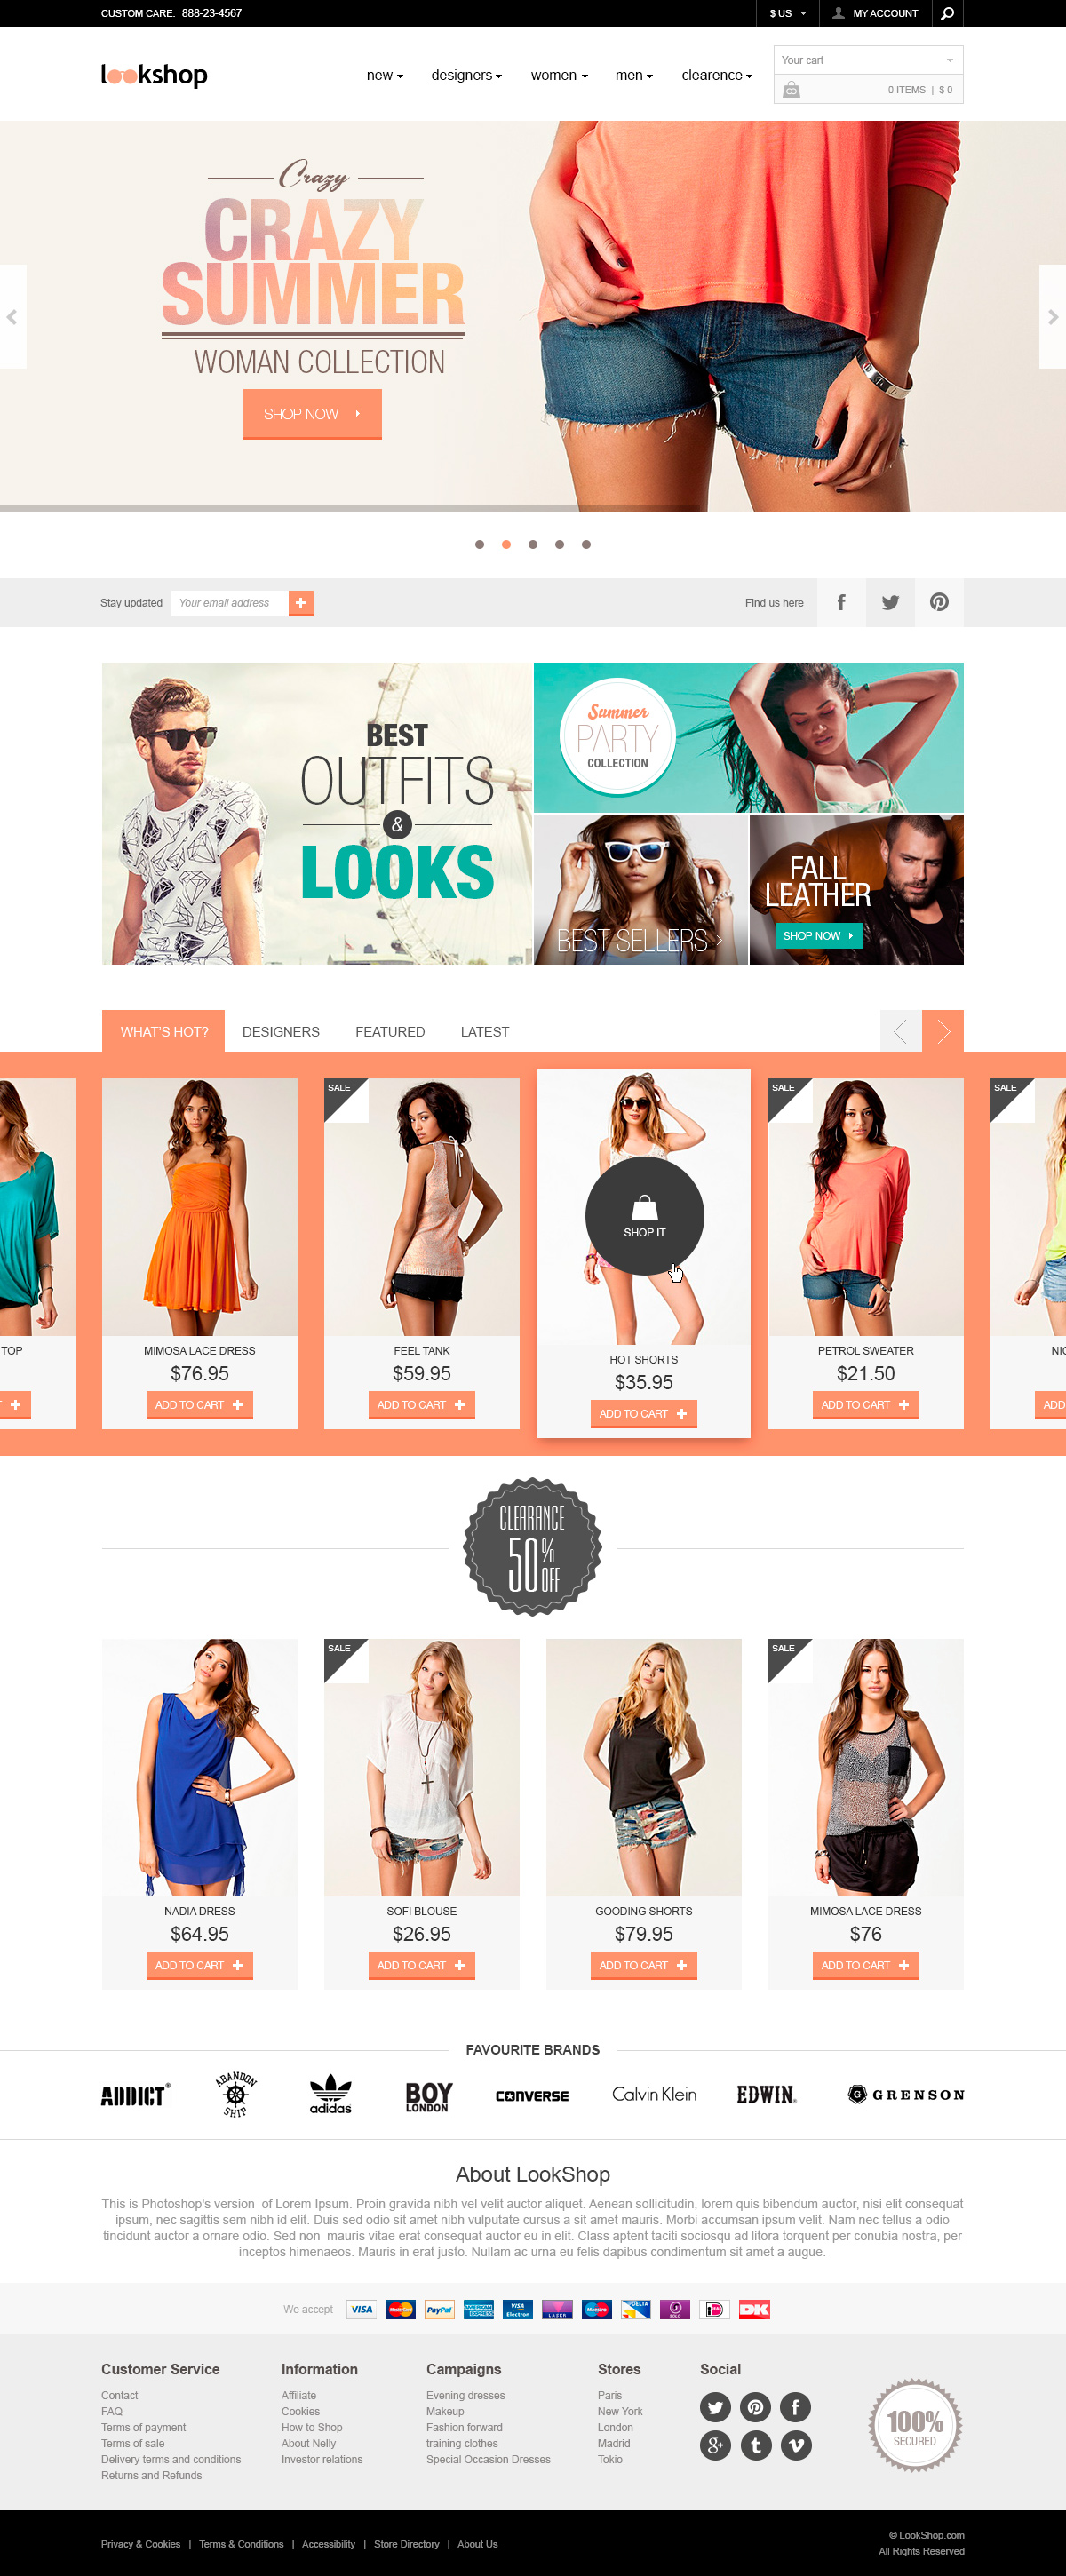 CUSTOM CARE: 888-23-4567
$ US
MY ACCOUNT
lookshop
new
designers
women
men
clearence
Your cart
0 ITEMS | $ 0
Crazy
CRAZY
SUMMER
WOMAN COLLECTION
SHOP NOW
Stay updated
Your email address
Find us here
BEST
OUTFITS
&
LOOKS
Summer
PARTY
COLLECTION
BEST SELLERS
FALL
LEATHER
SHOP NOW
WHAT'S HOT?
DESIGNERS
FEATURED
LATEST
TOP
MIMOSA LACE DRESS
$76.95
ADD TO CART
SALE
FEEL TANK
$59.95
ADD TO CART
SHOP IT
HOT SHORTS
$35.95
ADD TO CART
SALE
PETROL SWEATER
$21.50
ADD TO CART
SALE
NIC
ADD
CLEARANCE
50% OFF
NADIA DRESS
$64.95
ADD TO CART
SALE
SOFI BLOUSE
$26.95
ADD TO CART
GOODING SHORTS
$79.95
ADD TO CART
SALE
MIMOSA LACE DRESS
$76
ADD TO CART
FAVOURITE BRANDS
ADDICT®
ABANDON SHIP
adidas
BOY LONDON
CONVERSE
Calvin Klein
EDWIN
G GRENSON
About LookShop
This is Photoshop's version of Lorem Ipsum. Proin gravida nibh vel velit auctor aliquet. Aenean sollicitudin, lorem quis bibendum auctor, nisi elit consequat
ipsum, nec sagittis sem nibh id elit. Duis sed odio sit amet nibh vulputate cursus a sit amet mauris. Morbi accumsan ipsum velit. Nam nec tellus a odio
tincidunt auctor a ornare odio. Sed non mauris vitae erat consequat auctor eu in elit. Class aptent taciti sociosqu ad litora torquent per conubia nostra, per
inceptos himenaeos. Mauris in erat justo. Nullam ac urna eu felis dapibus condimentum sit amet a augue.
We accept
VISA
MasterCard
PayPal
AMERICAN EXPRESS
VISA Electron
LASER
Maestro
DELTA
SOLO
iD
DK
Customer Service
Contact
FAQ
Terms of payment
Terms of sale
Delivery terms and conditions
Returns and Refunds
Information
Affiliate
Cookies
How to Shop
About Nelly
Investor relations
Campaigns
Evening dresses
Makeup
Fashion forward
training clothes
Special Occasion Dresses
Stores
Paris
New York
London
Madrid
Tokio
Social
100%
SECURED
Privacy & Cookies | Terms & Conditions | Accessibility | Store Directory | About Us
© LookShop.com
All Rights Reserved